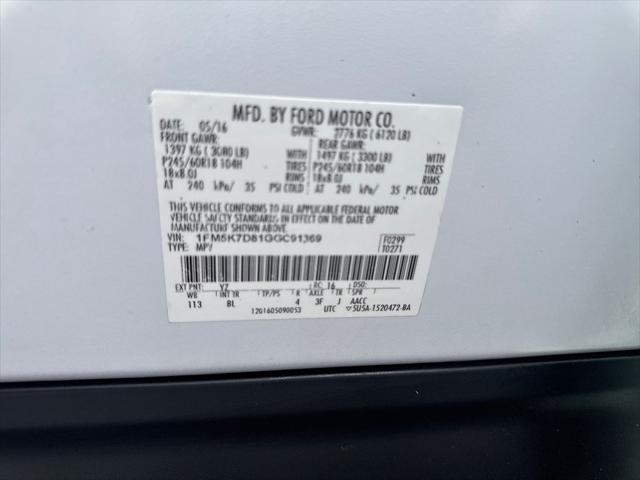 MFD. BY FORD MOTOR CO.
DATE: 05/16 GVWR: 2776 KG ( 6120 LB)
FRONT GAWR: REAR GAWR:
1397 KG ( 3080 LB) WITH 1497 KG ( 3300 LB) WITH
P245/60R18 104H TIRES P245/60R18 104H TIRES
18x8.0J RIMS 18x8.0J RIMS
AT 240 kPa/ 35 PSI COLD AT 240 kPa/ 35 PSI COLD
THIS VEHICLE CONFORMS TO ALL APPLICABLE FEDERAL MOTOR
VEHICLE SAFETY STANDARDS IN EFFECT ON THE DATE OF
MANUFACTURE SHOWN ABOVE.
VIN: 1FM5K7D81GGC91369 F0299
TYPE: MPV T0271
EXT PNT: YZ RC: 16 DSO:
WB INT TR TP/PS R AXLE TR SPR
113 BL 4 3F J AACC
12G1605090053 UTC ▽5U5A-1520472-BA